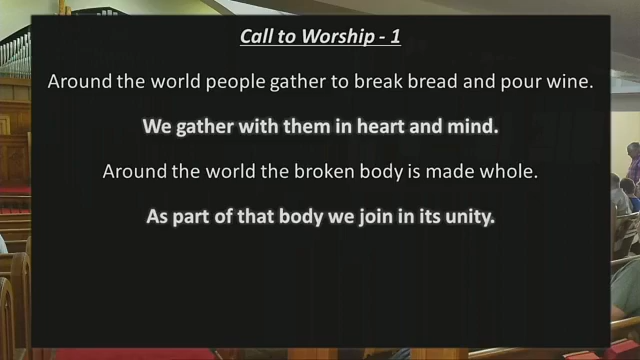 Call to Worship - 1
Around the world people gather to break bread and pour wine.
We gather with them in heart and mind.
Around the world the broken body is made whole.
As part of that body we join in its unity.